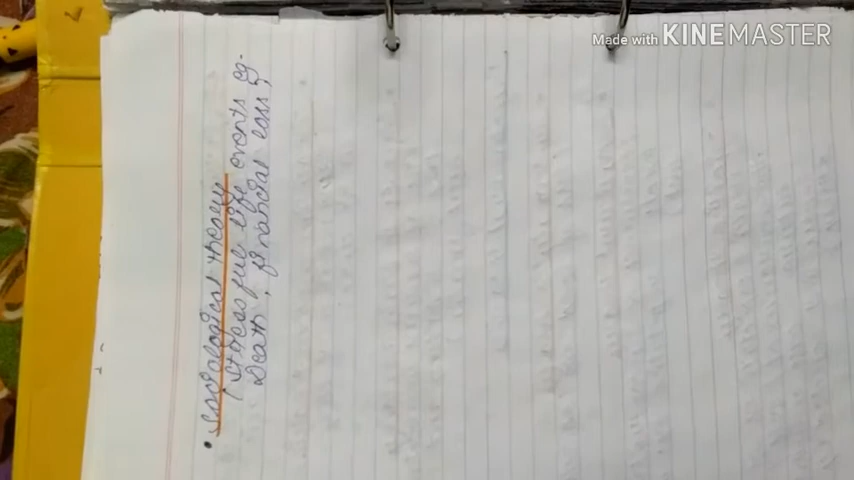 Made with KINEMASTER
• Sociological theory
(Stressful life events eg-
Death, financial loss,